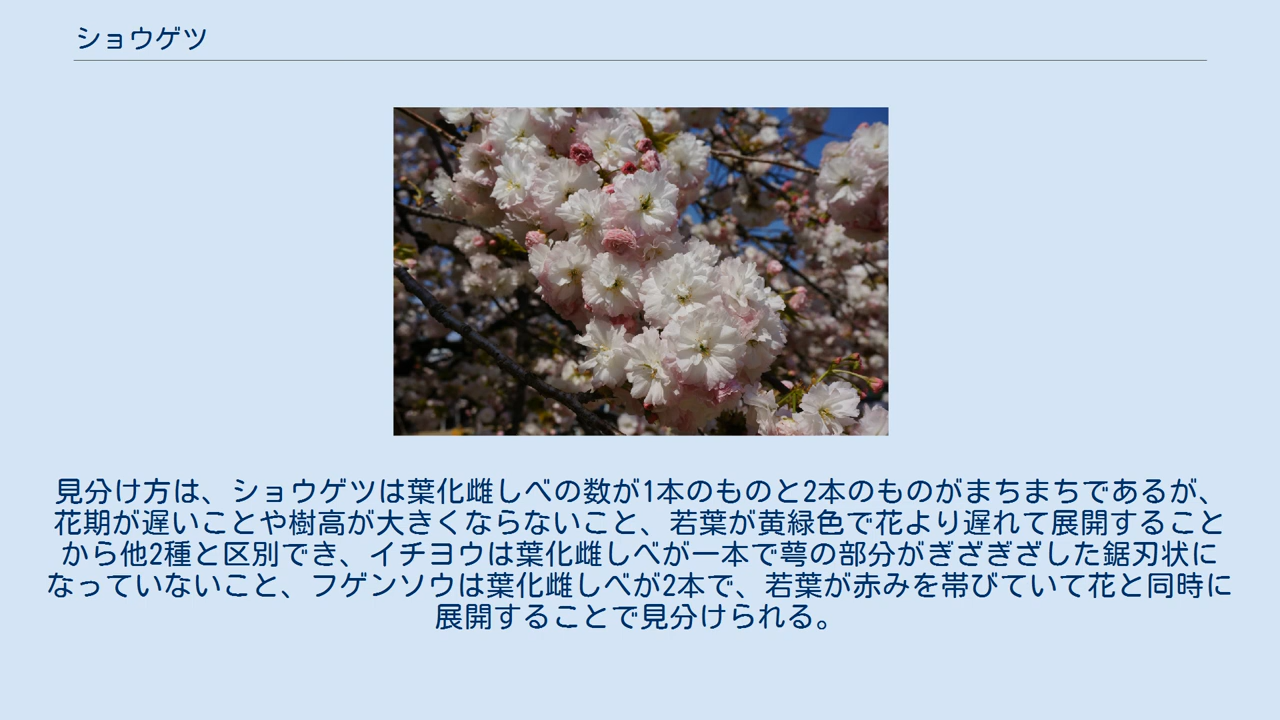 ショウゲツ
見分け方は、ショウゲツは葉化雌しべの数が1本のものと2本のものがまちまちであるが、
花期が遅いことや樹高が大きくならないこと、若葉が黄緑色で花より遅れて展開すること
から他2種と区別でき、イチヨウは葉化雌しべが一本で萼の部分がぎざぎざした鋸刃状に
なっていないこと、フゲンソウは葉化雌しべが2本で、若葉が赤みを帯びていて花と同時に
展開することで見分けられる。